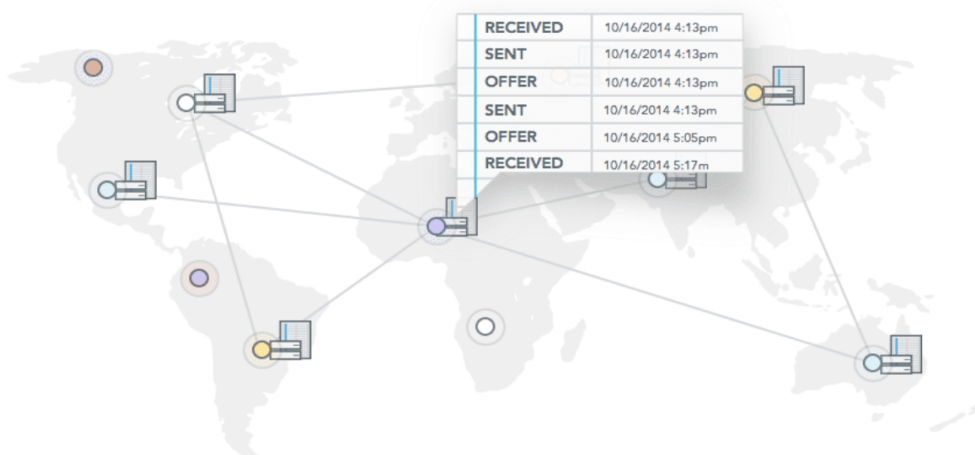 RECEIVED 10/16/2014 4:13pm
SENT 10/16/2014 4:13pm
OFFER 10/16/2014 4:13pm
SENT 10/16/2014 4:13pm
OFFER 10/16/2014 5:05pm
RECEIVED 10/16/2014 5:17m